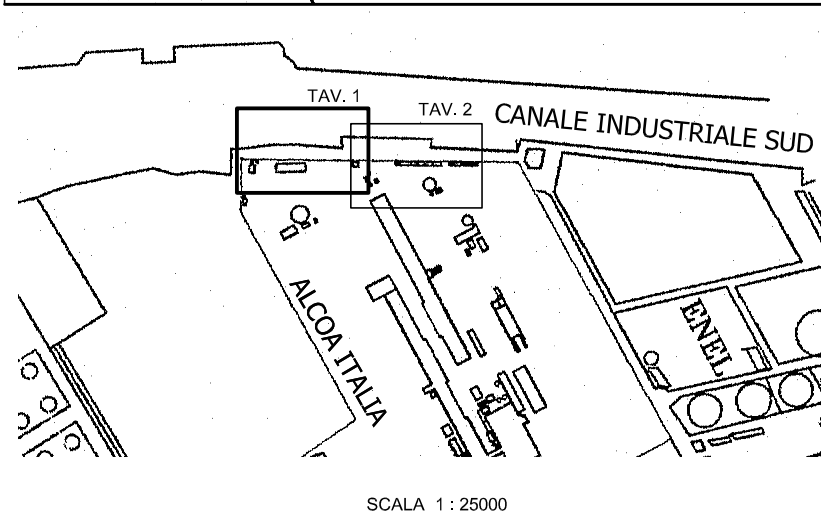 TAV. 1
TAV. 2
CANALE INDUSTRIALE SUD
ALCOA ITALIA
ENEL
SCALA 1 : 25000